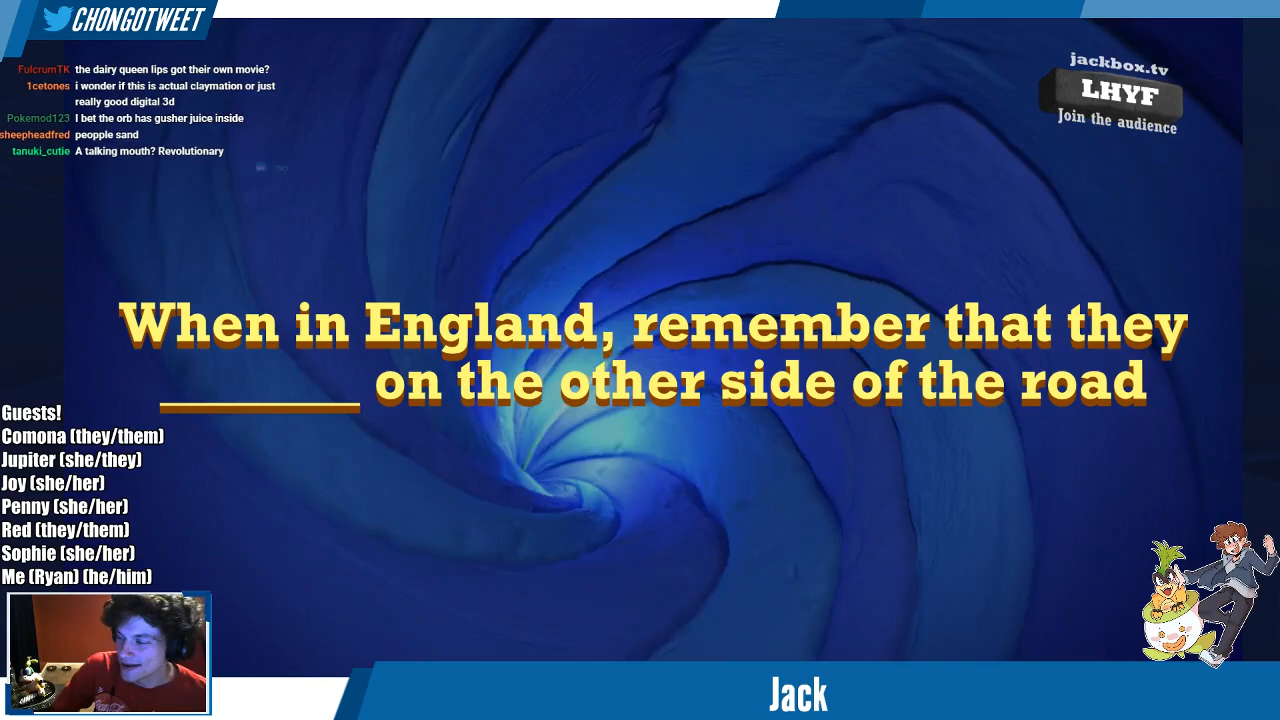 CHONGOTWEET
FulcrumTK the dairy queen lips got their own movie?
1cetones i wonder if this is actual claymation or just
really good digital 3d
Pokemod123 I bet the orb has gusher juice inside
sheepheadfred peopple sand
tanuki_cutie A talking mouth? Revolutionary
jackbox.tv
LHYF
Join the audience
When in England, remember that they
________ on the other side of the road
Guests!
Comona (they/them)
Jupiter (she/they)
Joy (she/her)
Penny (she/her)
Red (they/them)
Sophie (she/her)
Me (Ryan) (he/him)
Jack